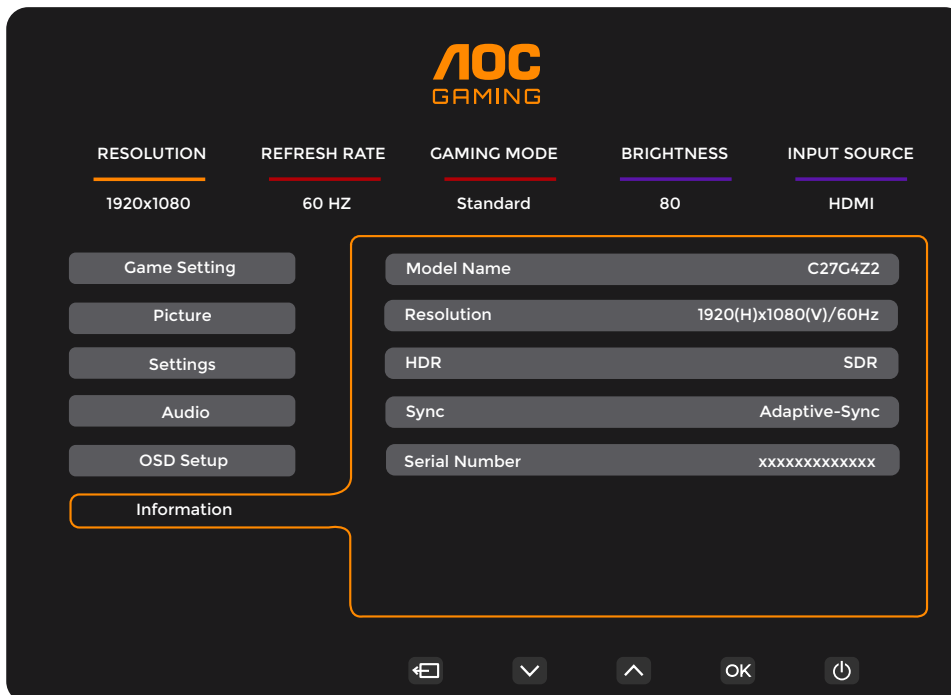 AOC
GAMING
RESOLUTION REFRESH RATE GAMING MODE BRIGHTNESS INPUT SOURCE
1920x1080 60 HZ Standard 80 HDMI
Game Setting Model Name C27G4Z2
Picture Resolution 1920(H)x1080(V)/60Hz
Settings HDR SDR
Audio Sync Adaptive-Sync
OSD Setup Serial Number xxxxxxxxxxxxx
Information
OK